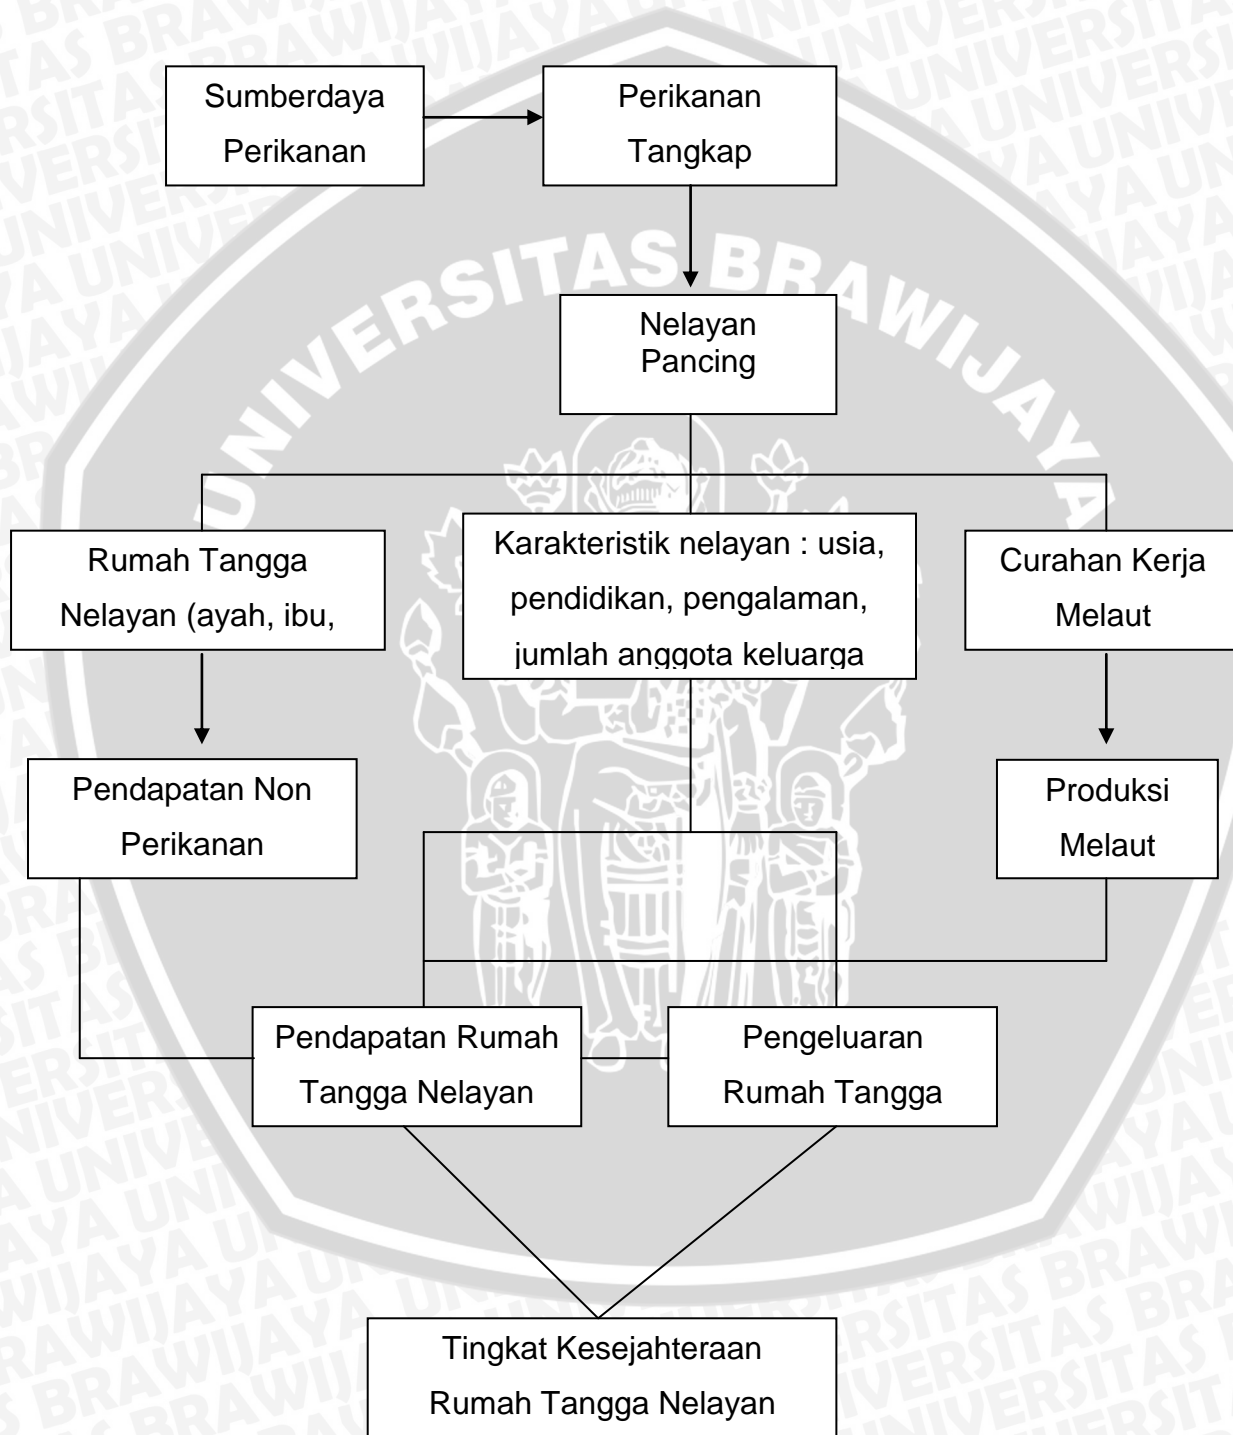 Sumberdaya
Perikanan
Perikanan
Tangkap
UNIVERSITAS BRAWIJAYA
Nelayan
Pancing
Rumah Tangga
Nelayan (ayah, ibu,
Karakteristik nelayan : usia,
pendidikan, pengalaman,
jumlah anggota keluarga
Curahan Kerja
Melaut
Pendapatan Non
Perikanan
Produksi
Melaut
Pendapatan Rumah
Tangga Nelayan
Pengeluaran
Rumah Tangga
Tingkat Kesejahteraan
Rumah Tangga Nelayan